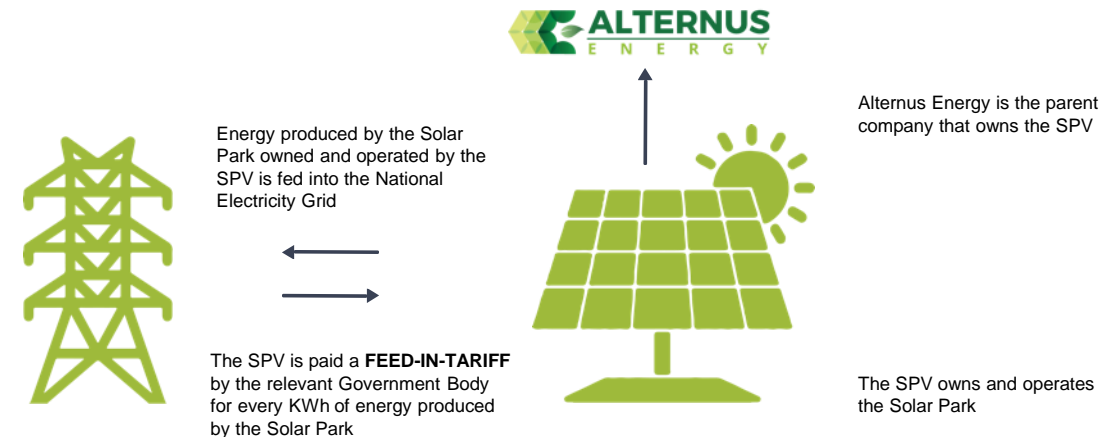 ALTERNUS
ENERGY
Alternus Energy is the parent
company that owns the SPV
Energy produced by the Solar
Park owned and operated by the
SPV is fed into the National
Electricity Grid
The SPV is paid a FEED-IN-TARIFF
by the relevant Government Body
for every KWh of energy produced
by the Solar Park
The SPV owns and operates
the Solar Park